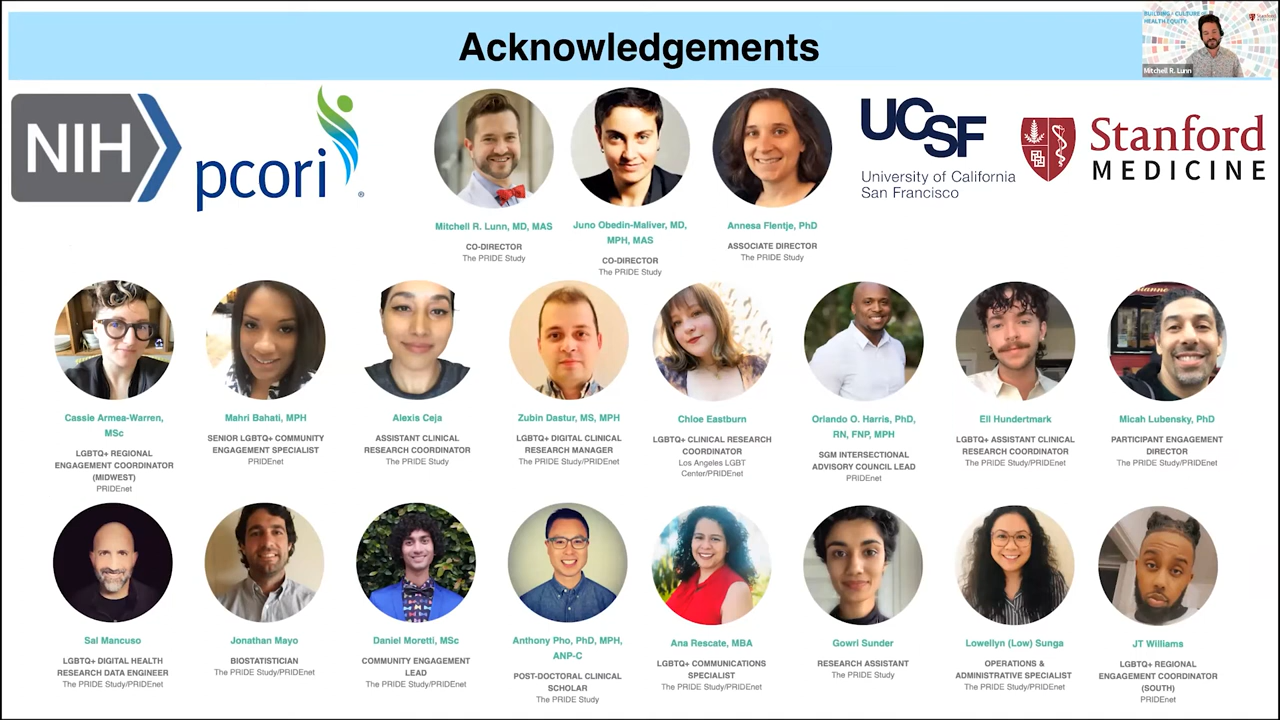 Acknowledgements
BUILDING A CULTURE
HEALTH EQUITY
Stanford
MEDICINE
Mitchell R. Lunn
NIH
pcori
®
UCSF
University of California
San Francisco
Stanford
MEDICINE
Mitchell R. Lunn, MD, MAS
CO-DIRECTOR
The PRIDE Study
Juno Obedin-Maliver, MD,
MPH, MAS
CO-DIRECTOR
The PRIDE Study
Annesa Flentje, PhD
ASSOCIATE DIRECTOR
The PRIDE Study
Cassie Armea-Warren,
MSc
LGBTQ+ REGIONAL
ENGAGEMENT COORDINATOR
(MIDWEST)
PRIDEnet
Mahri Bahati, MPH
SENIOR LGBTQ+ COMMUNITY
ENGAGEMENT SPECIALIST
PRIDEnet
Alexis Ceja
ASSISTANT CLINICAL
RESEARCH COORDINATOR
The PRIDE Study
Zubin Dastur, MS, MPH
LGBTQ+ DIGITAL CLINICAL
RESEARCH MANAGER
The PRIDE Study/PRIDEnet
Chloe Eastburn
LGBTQ+ CLINICAL RESEARCH
COORDINATOR
Los Angeles LGBT
Center/PRIDEnet
Orlando O. Harris, PhD,
RN, FNP, MPH
SGM INTERSECTIONAL
ADVISORY COUNCIL LEAD
PRIDEnet
Eli Hundertmark
LGBTQ+ ASSISTANT CLINICAL
RESEARCH COORDINATOR
The PRIDE Study/PRIDEnet
Micah Lubensky, PhD
PARTICIPANT ENGAGEMENT
DIRECTOR
The PRIDE Study/PRIDEnet
Sal Mancuso
LGBTQ+ DIGITAL HEALTH
RESEARCH DATA ENGINEER
The PRIDE Study/PRIDEnet
Jonathan Mayo
BIOSTATISTICIAN
The PRIDE Study/PRIDEnet
Daniel Moretti, MSc
COMMUNITY ENGAGEMENT
LEAD
The PRIDE Study/PRIDEnet
Anthony Pho, PhD, MPH,
ANP-C
POST-DOCTORAL CLINICAL
SCHOLAR
The PRIDE Study
Ana Rescate, MBA
LGBTQ+ COMMUNICATIONS
SPECIALIST
The PRIDE Study/PRIDEnet
Gowri Sunder
RESEARCH ASSISTANT
The PRIDE Study
Lowellyn (Low) Sunga
OPERATIONS &
ADMINISTRATIVE SPECIALIST
The PRIDE Study/PRIDEnet
JT Williams
LGBTQ+ REGIONAL
ENGAGEMENT COORDINATOR
(SOUTH)
PRIDEnet